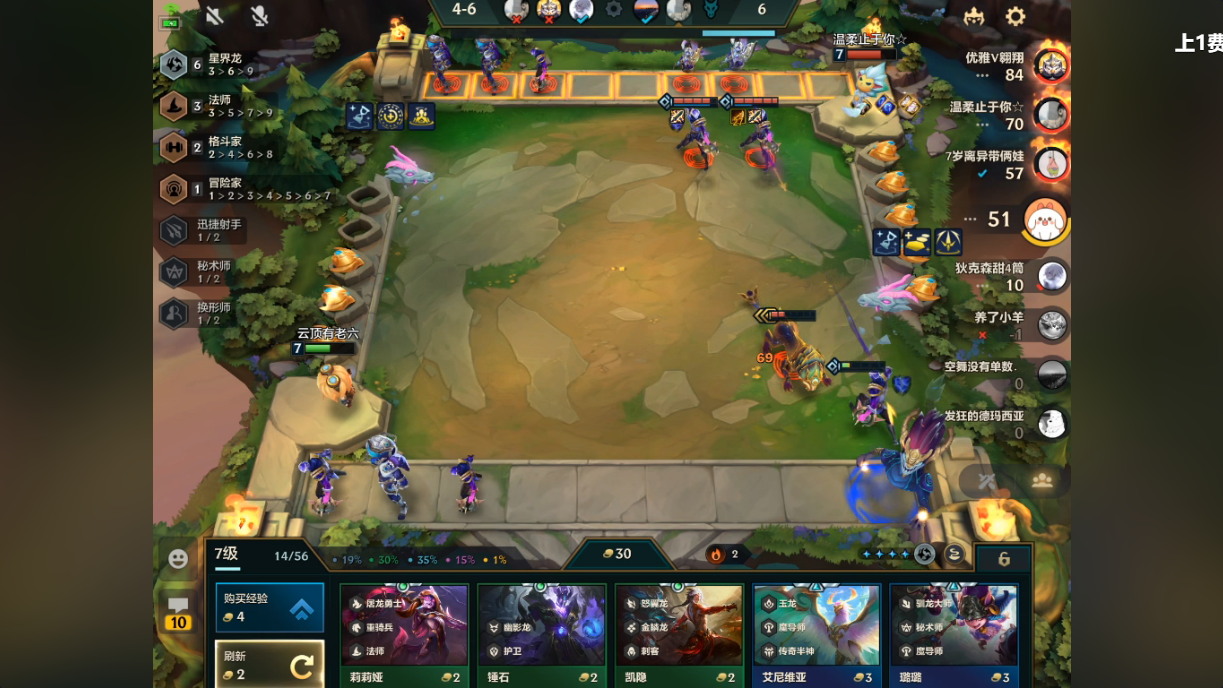 4-6
6
上1费
6 星界龙
3 > 6 > 9
3 法师
3 > 5 > 7 > 9
2 格斗家
2 > 4 > 6 > 8
1 冒险家
1 > 2 > 3 > 4 > 5 > 6 > 7
迅捷射手
1 / 2
秘术师
1 / 2
换形师
1 / 2
温柔止于你☆
7
优雅V翱翔
84
温柔止于你☆
70
7岁离异带俩娃
57
51
狄克森甜4筒
10
养了小羊
-1
空舞没有单数.
0
发狂的德玛西亚
0
云顶有老六
7
69
7级 14/56
19% 30% 35% 15% 1%
30
2
6
购买经验
4
10
刷新
2
屠龙勇士
重骑兵
法师
莉莉娅 2
幽影龙
护卫
锤石 2
怒翼龙
金鳞龙
刺客
凯隐 2
玉龙
魔导师
传奇半神
艾尼维亚 3
驯龙大师
秘术师
魔导师
璐璐 3